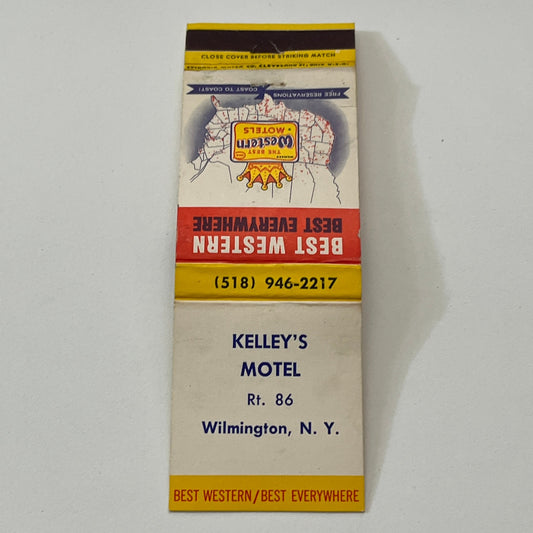 CLOSE COVER BEFORE STRIKING MATCH
FREE RESERVATIONS
COAST TO COAST!
THE BEST
Western
MOTELS
BEST WESTERN
BEST EVERYWHERE
(518) 946-2217
KELLEY'S
MOTEL
Rt. 86
Wilmington, N. Y.
BEST WESTERN/BEST EVERYWHERE